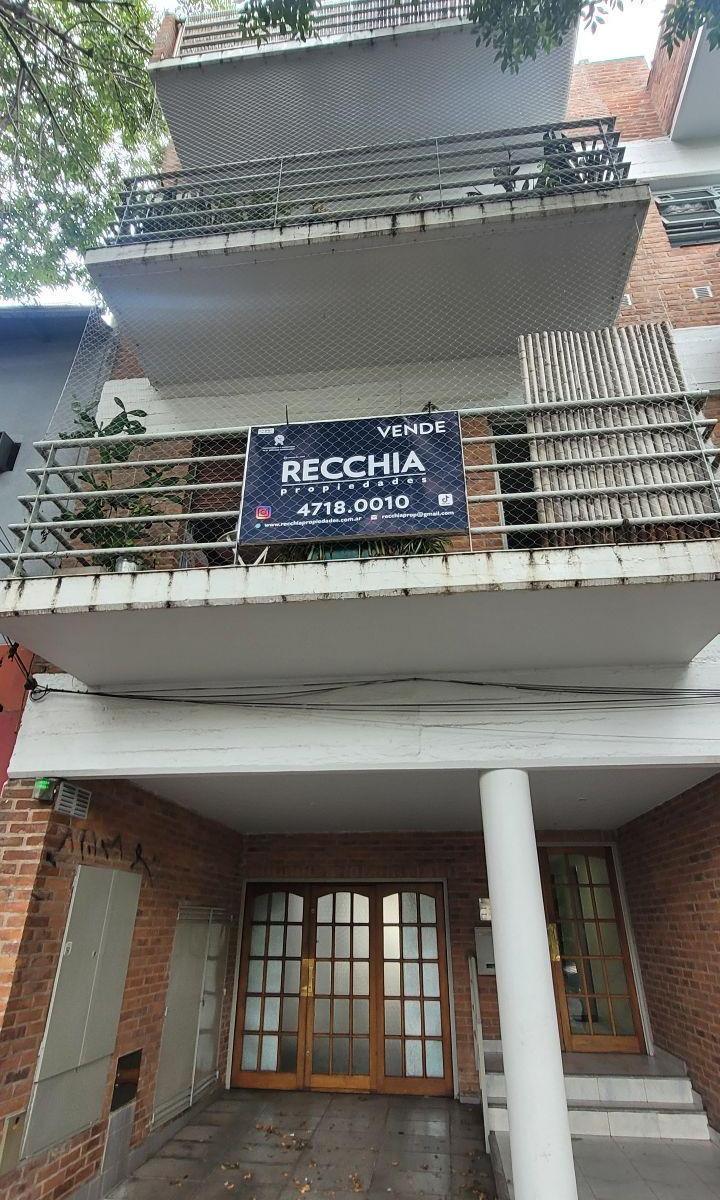 VENDE
RECCHIA
propiedades
4718.0010
www.recchiapropiedades.com.ar
recchiaprop@gmail.com